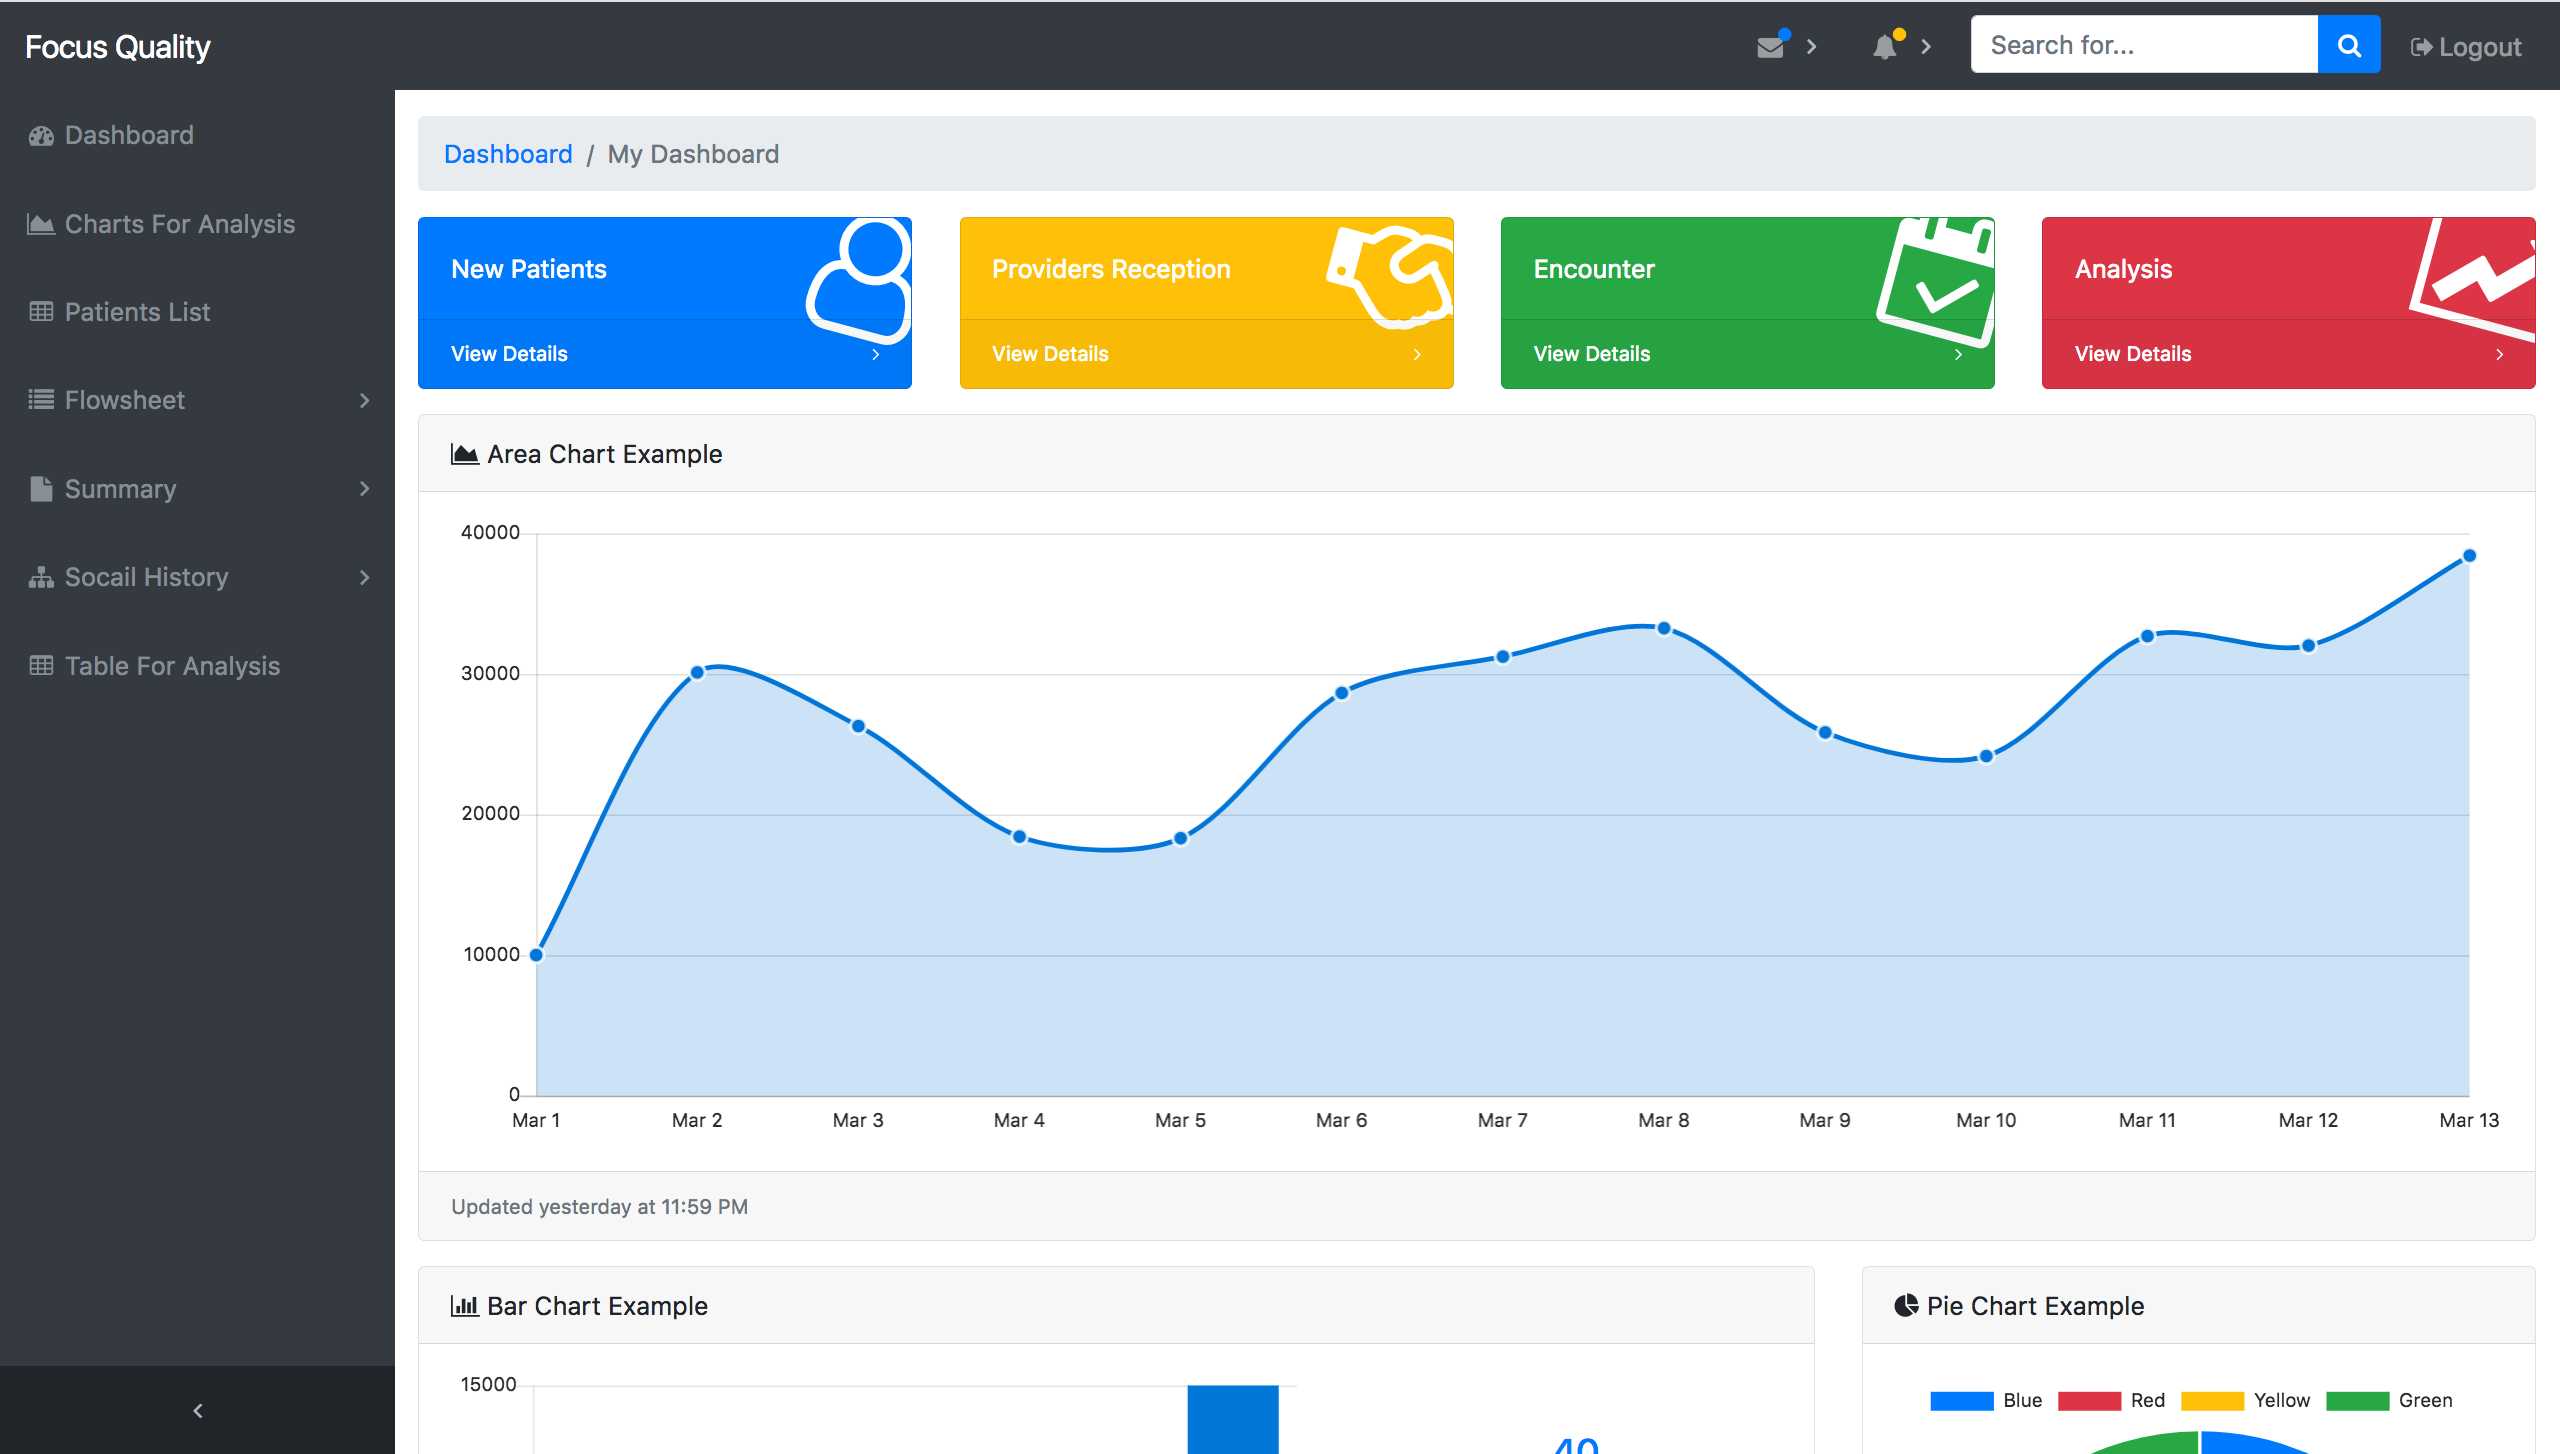 Focus Quality
Search for...
Logout
Dashboard
Charts For Analysis
Patients List
Flowsheet
Summary
Socail History
Table For Analysis
Dashboard / My Dashboard
New Patients
View Details
Providers Reception
View Details
Encounter
View Details
Analysis
View Details
Area Chart Example
40000
30000
20000
10000
0
Mar 1 Mar 2 Mar 3 Mar 4 Mar 5 Mar 6 Mar 7 Mar 8 Mar 9 Mar 10 Mar 11 Mar 12 Mar 13
Updated yesterday at 11:59 PM
Bar Chart Example
15000
40
Pie Chart Example
Blue Red Yellow Green